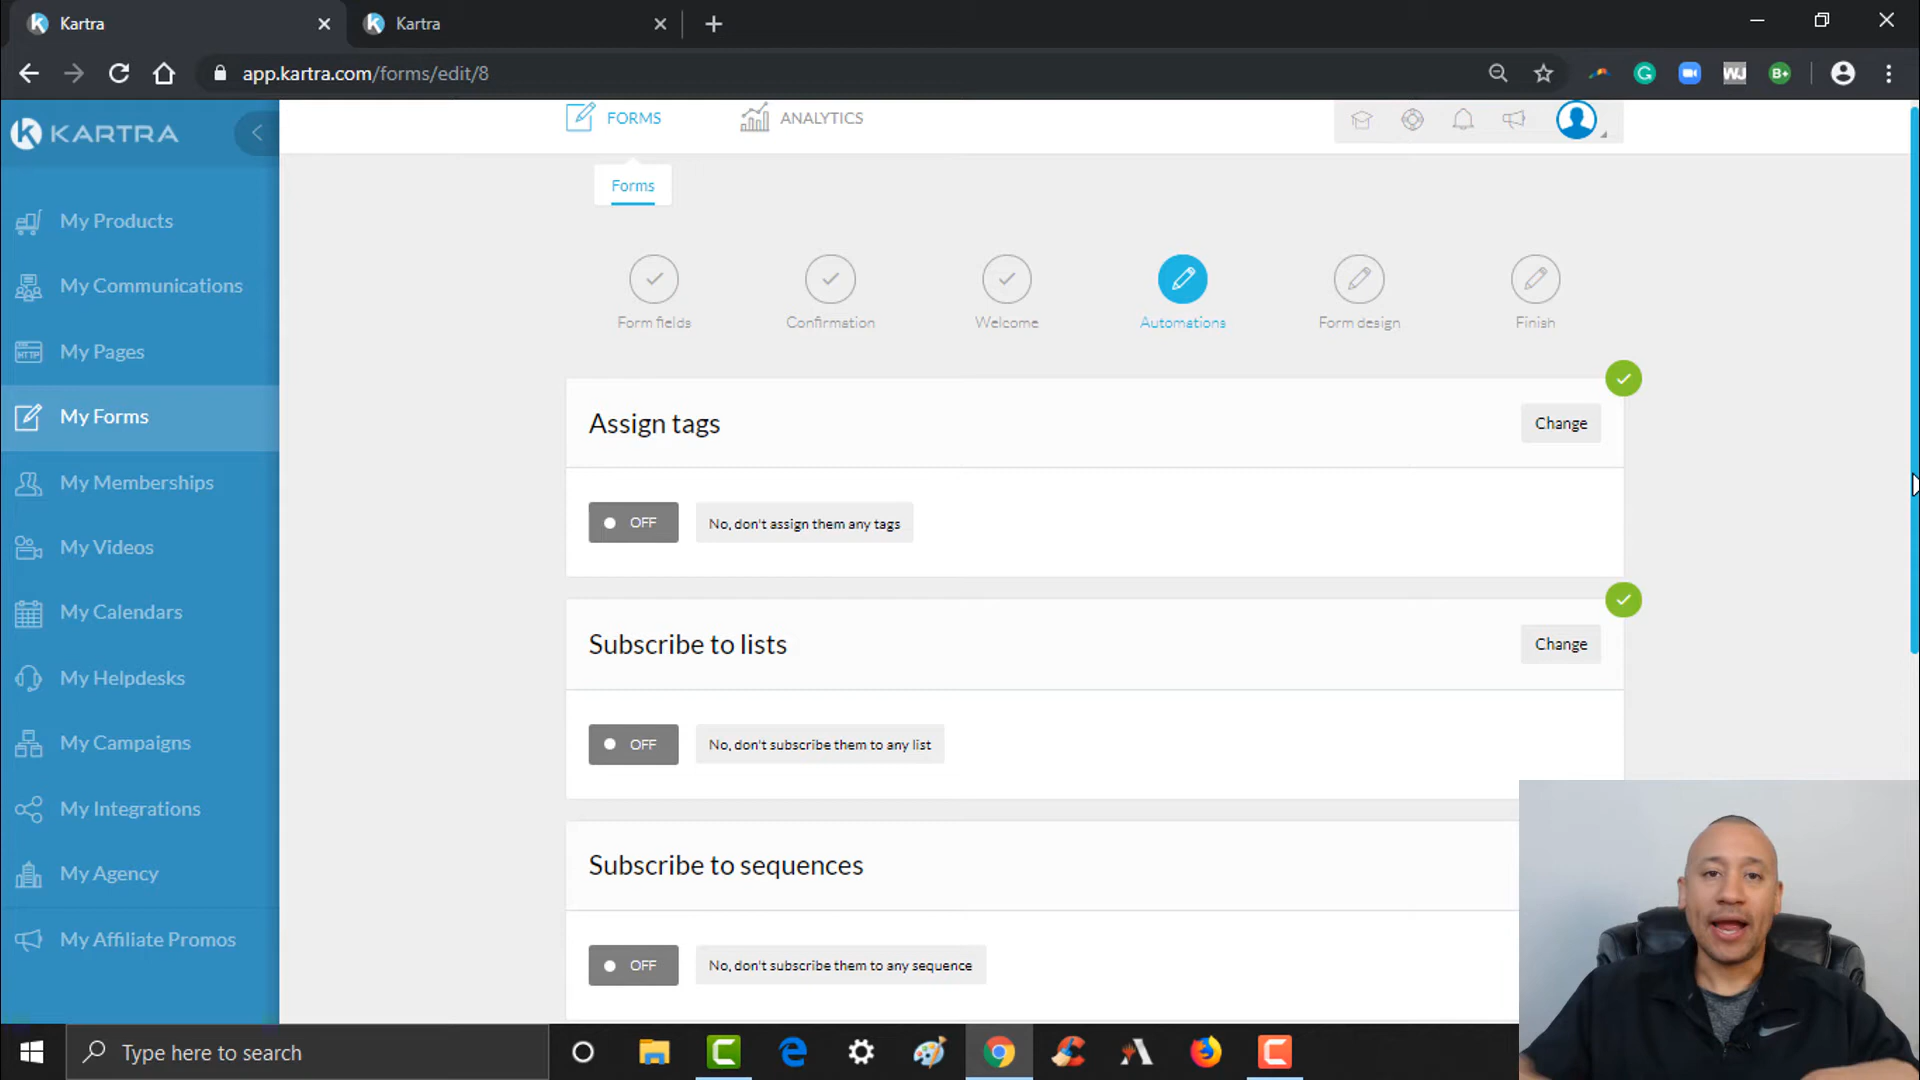 Kartra
Kartra
app.kartra.com/forms/edit/8
WJ
B+
KARTRA
FORMS
ANALYTICS
Forms
My Products
My Communications
HTTP
My Pages
My Forms
My Memberships
My Videos
My Calendars
My Helpdesks
My Campaigns
My Integrations
My Agency
My Affiliate Promos
Form fields
Confirmation
Welcome
Automations
Form design
Finish
Assign tags
Change
OFF
No, don't assign them any tags
Subscribe to lists
Change
OFF
No, don't subscribe them to any list
Subscribe to sequences
OFF
No, don't subscribe them to any sequence
Type here to search